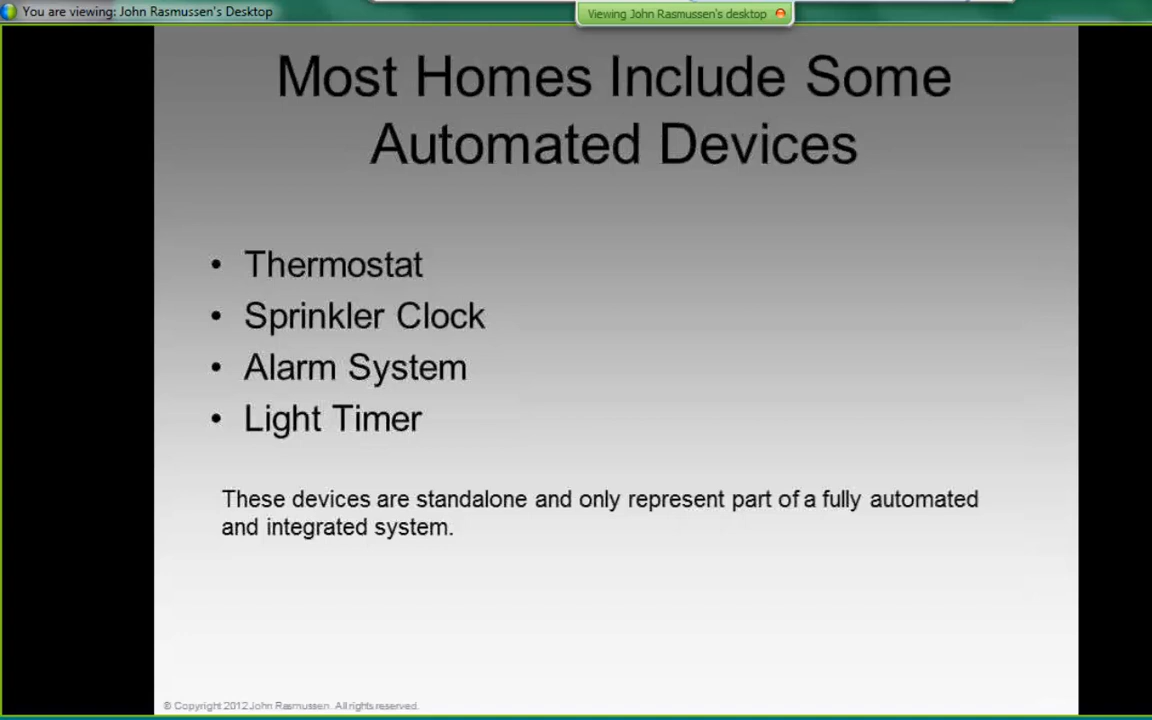 You are viewing: John Rasmussen's Desktop
Viewing John Rasmussen's desktop
Most Homes Include Some
Automated Devices
• Thermostat
• Sprinkler Clock
• Alarm System
• Light Timer
These devices are standalone and only represent part of a fully automated
and integrated system.
© Copyright 2012 John Rasmussen. All rights reserved.